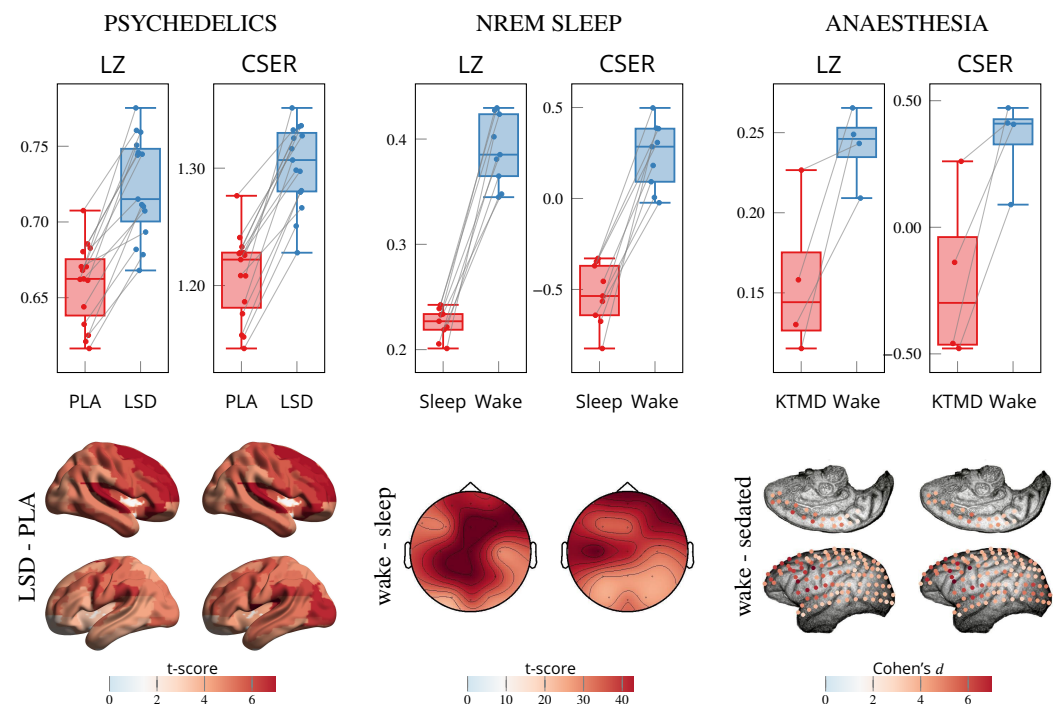 PSYCHEDELICS NREM SLEEP ANAESTHESIA
LZ CSER LZ CSER LZ CSER
0.75
0.70
0.65
1.30
1.20
0.4
0.3
0.2
0.5
0.0
−0.5
0.25
0.20
0.15
0.50
0.00
−0.50
PLA LSD PLA LSD Sleep Wake Sleep Wake KTMD Wake KTMD Wake
LSD - PLA
wake - sleep
wake - sedated
t-score t-score Cohen's d
0 2 4 6 0 10 20 30 40 0 2 4 6